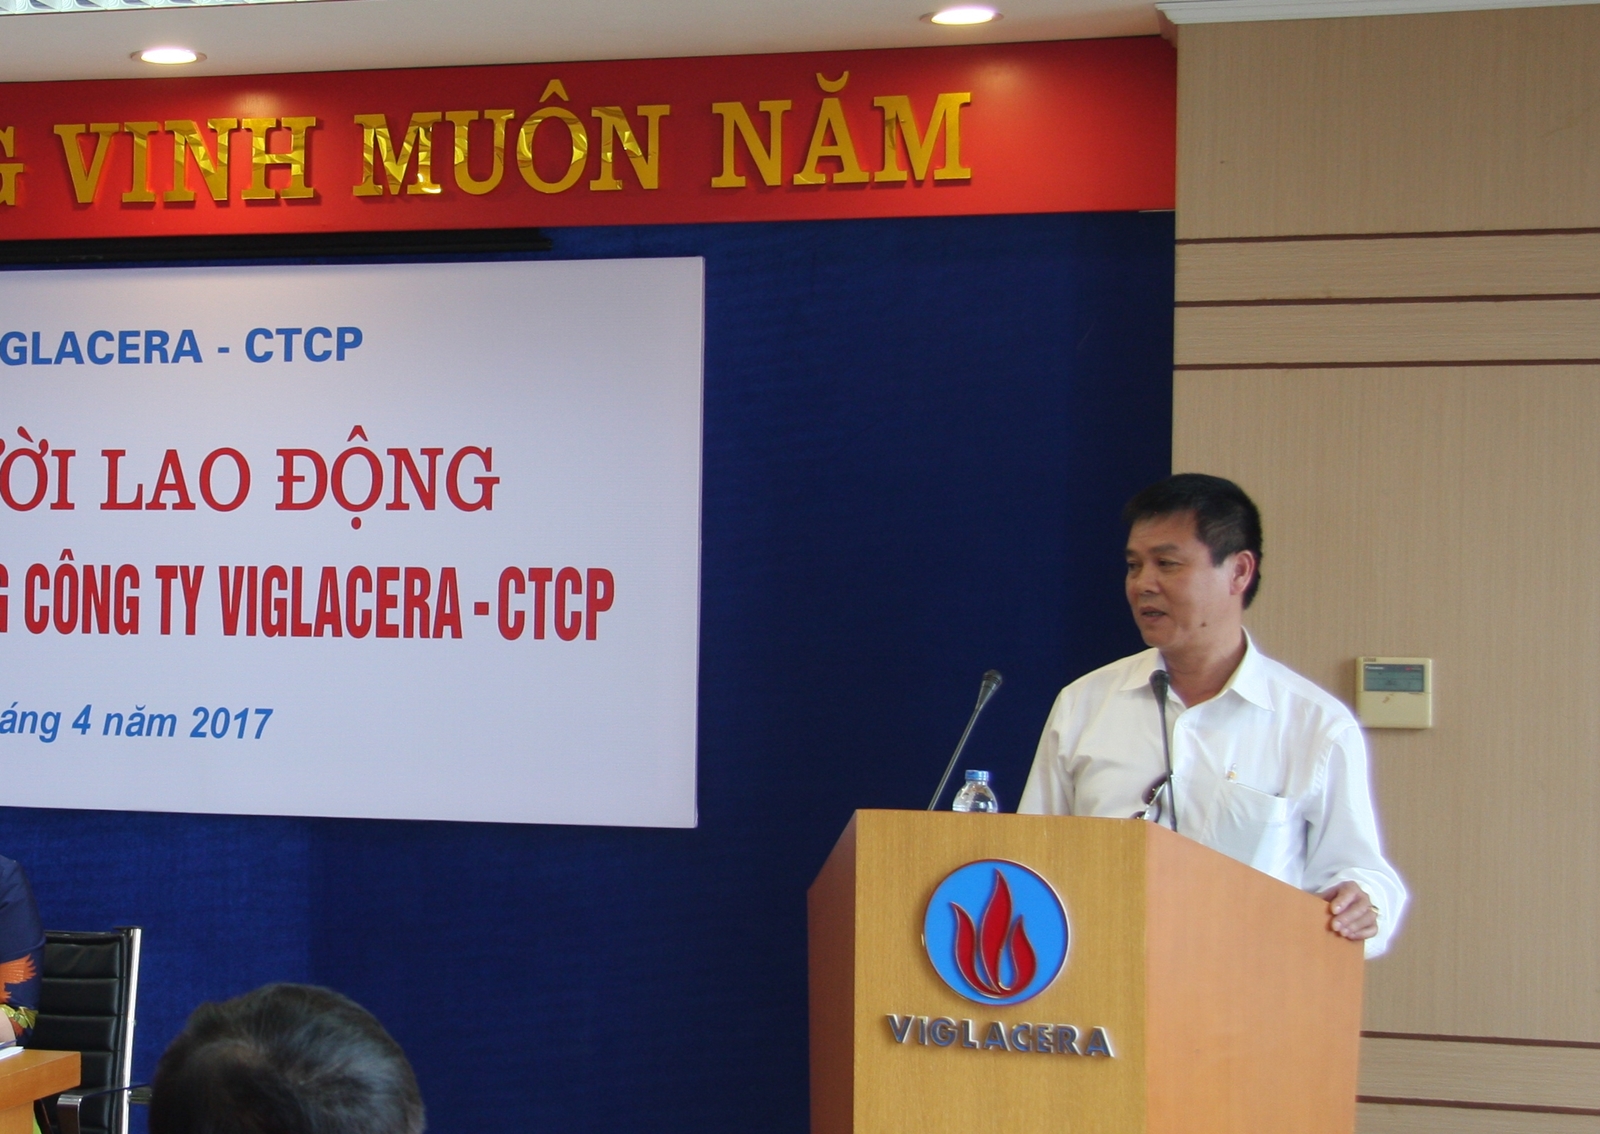 VINH MUÔN NĂM
GLACERA - CTCP
ỜI LAO ĐỘNG
G CÔNG TY VIGLACERA - CTCP
áng 4 năm 2017
VIGLACERA